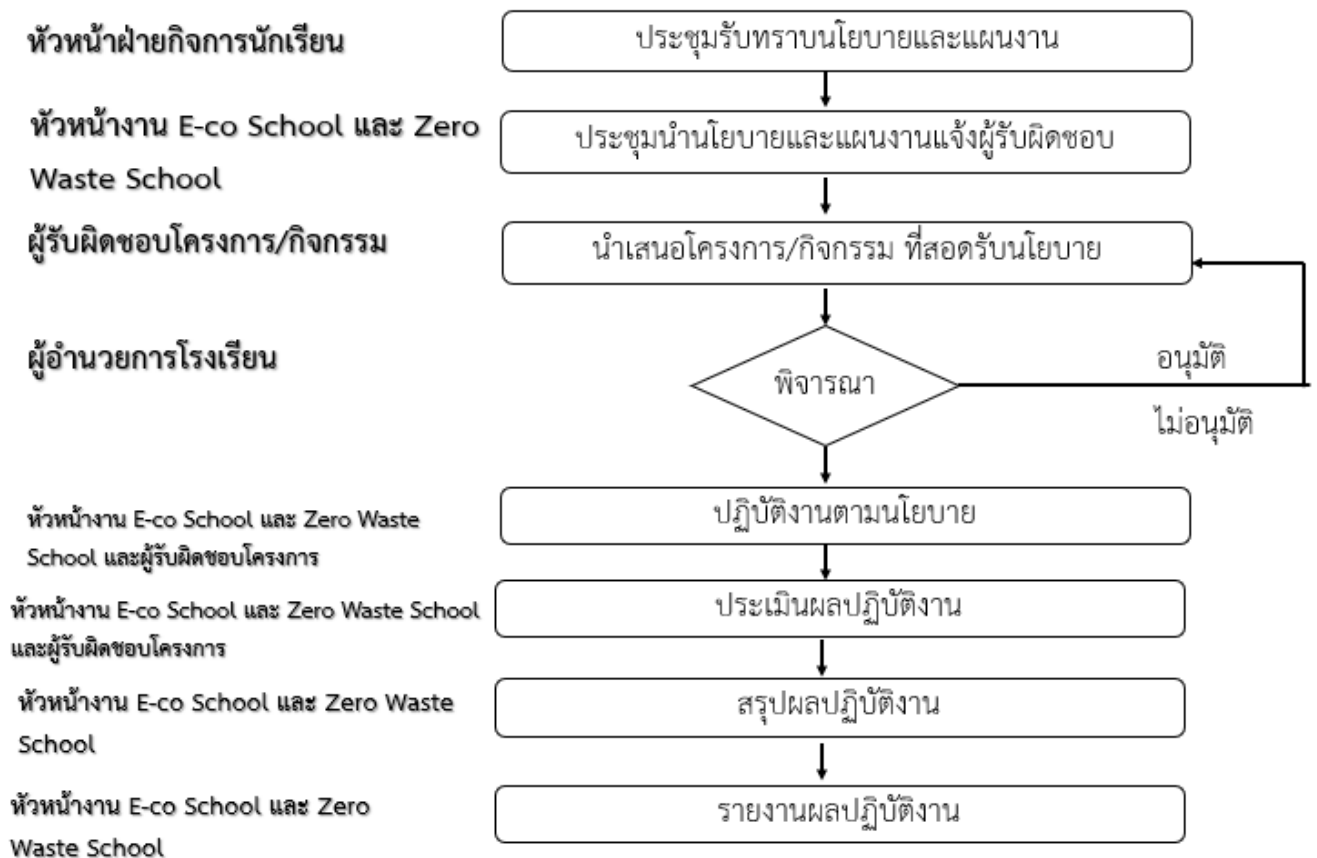 หัวหน้าฝ่ายกิจการนักเรียน
ประชุมรับทราบนโยบายและแผนงาน
หัวหน้างาน E-co School และ Zero
Waste School
ประชุมนำนโยบายและแผนงานแจ้งผู้รับผิดชอบ
ผู้รับผิดชอบโครงการ/กิจกรรม
นำเสนอโครงการ/กิจกรรม ที่สอดรับนโยบาย
ผู้อำนวยการโรงเรียน
พิจารณา
อนุมัติ
ไม่อนุมัติ
หัวหน้างาน E-co School และ Zero Waste
School และผู้รับผิดชอบโครงการ
ปฏิบัติงานตามนโยบาย
หัวหน้างาน E-co School และ Zero Waste School
และผู้รับผิดชอบโครงการ
ประเมินผลปฏิบัติงาน
หัวหน้างาน E-co School และ Zero Waste
School
สรุปผลปฏิบัติงาน
หัวหน้างาน E-co School และ Zero
Waste School
รายงานผลปฏิบัติงาน